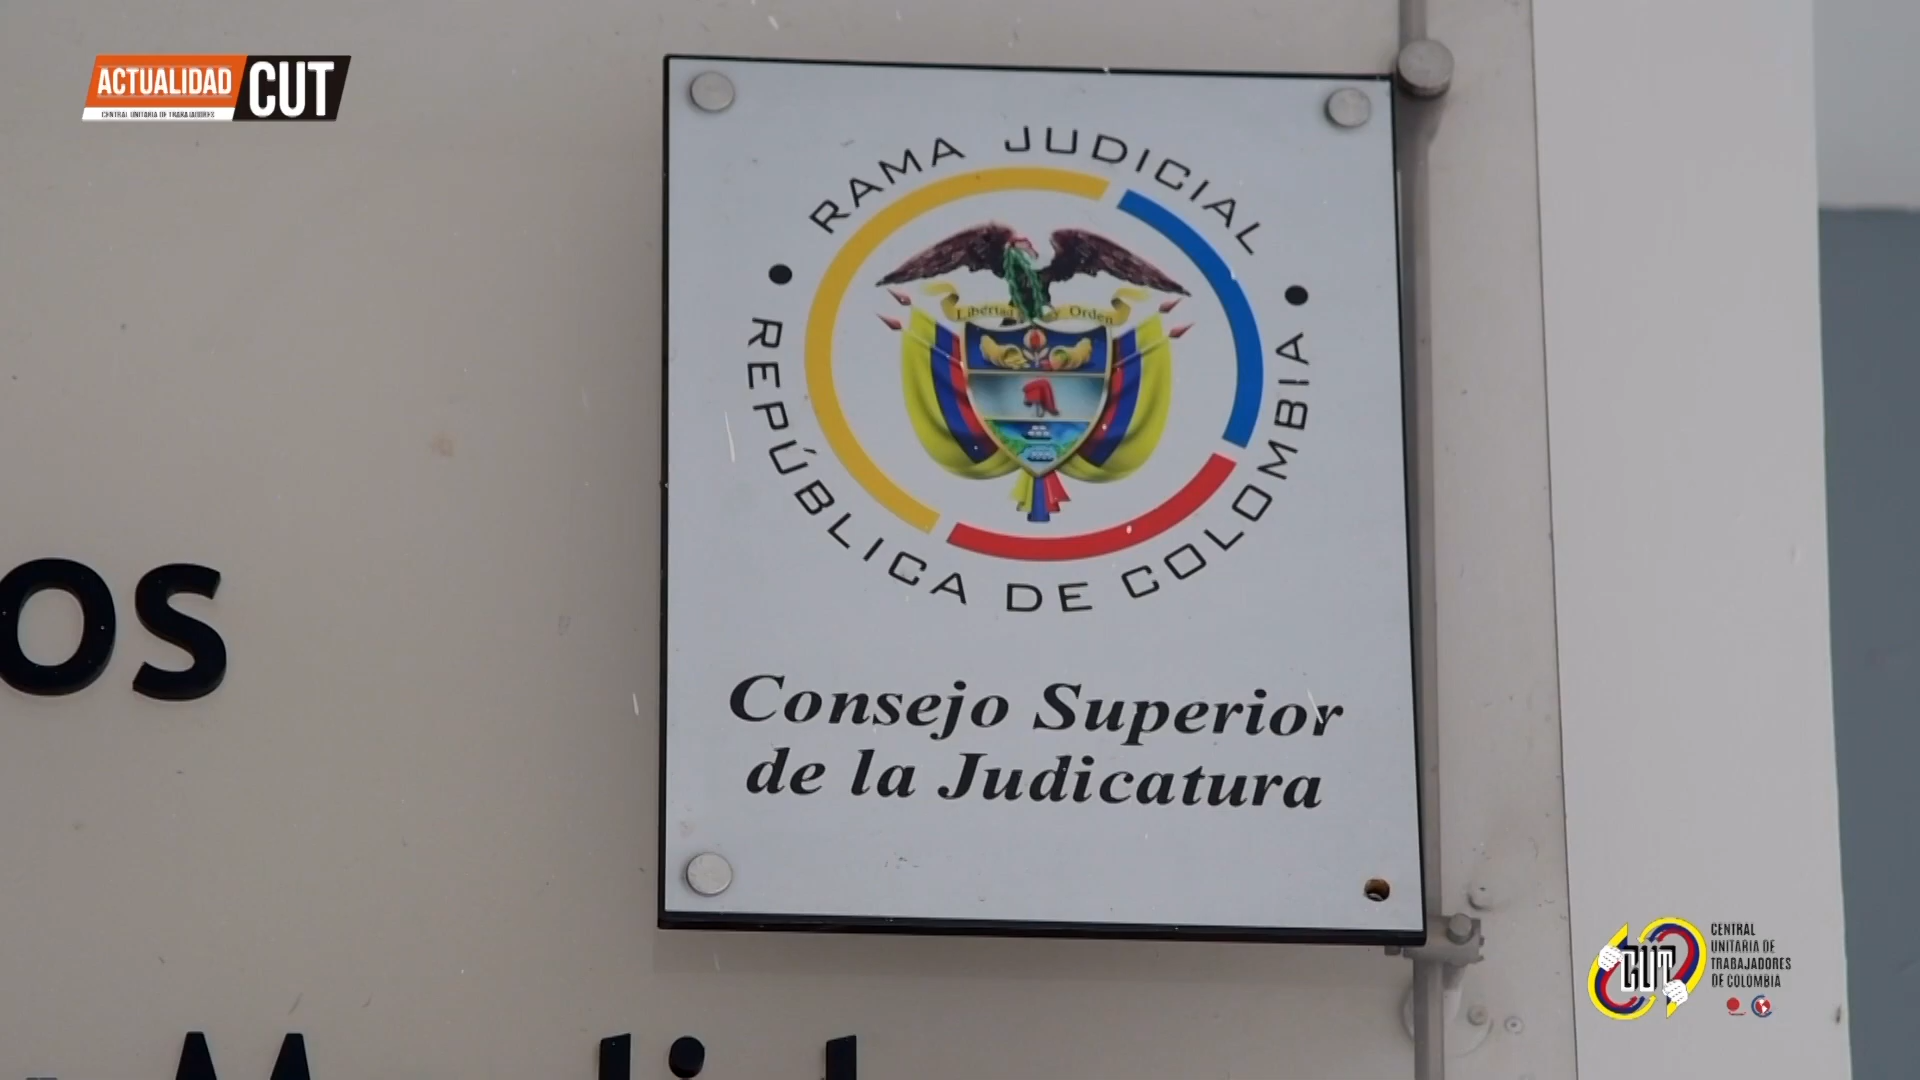 ACTUALIDAD CUT
CENTRAL UNITARIA DE TRABAJADORES
RAMA JUDICIAL
REPÚBLICA DE COLOMBIA
Libertad y Orden
Consejo Superior
de la Judicatura
os
CUT
CENTRAL
UNITARIA DE
TRABAJADORES
DE COLOMBIA